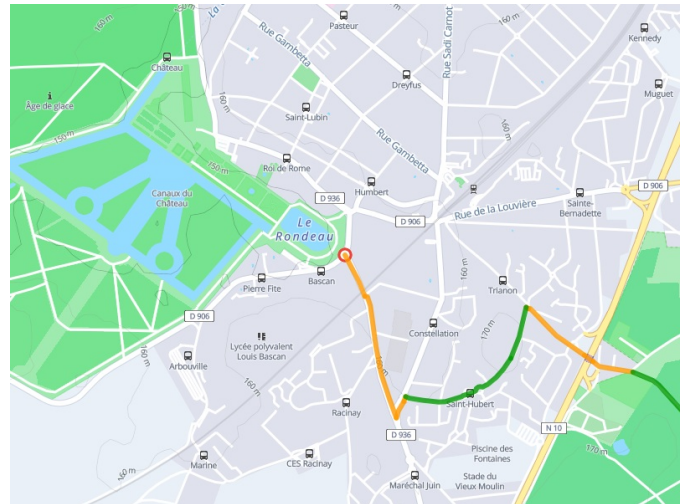 160 m
La
Pasteur
Rue Gambetta
Rue Sadi Carnot
Kennedy
Château
Dreyfus
Muguet
Âge de glace
160 m
Saint-Lubin
160 m
150 m
Rue Gambetta
150 m
Roi de Rome
Humbert
Canaux du
Château
D 936
D 906
D 906
Rue de la Louvière
Sainte-
Bernadette
Le
Rondeau
Bascan
160 m
Pierre Fite
Trianon
D 906
Constellation
170 m
Lycée polyvalent
Louis Bascan
160 m
Arbouville
160 m
Saint-Hubert
Racinay
D 936
N 10
Marine
CES Racinay
Piscine des
Fontaines
170 m
160 m
Maréchal Juin
Stade du
Vieux Moulin